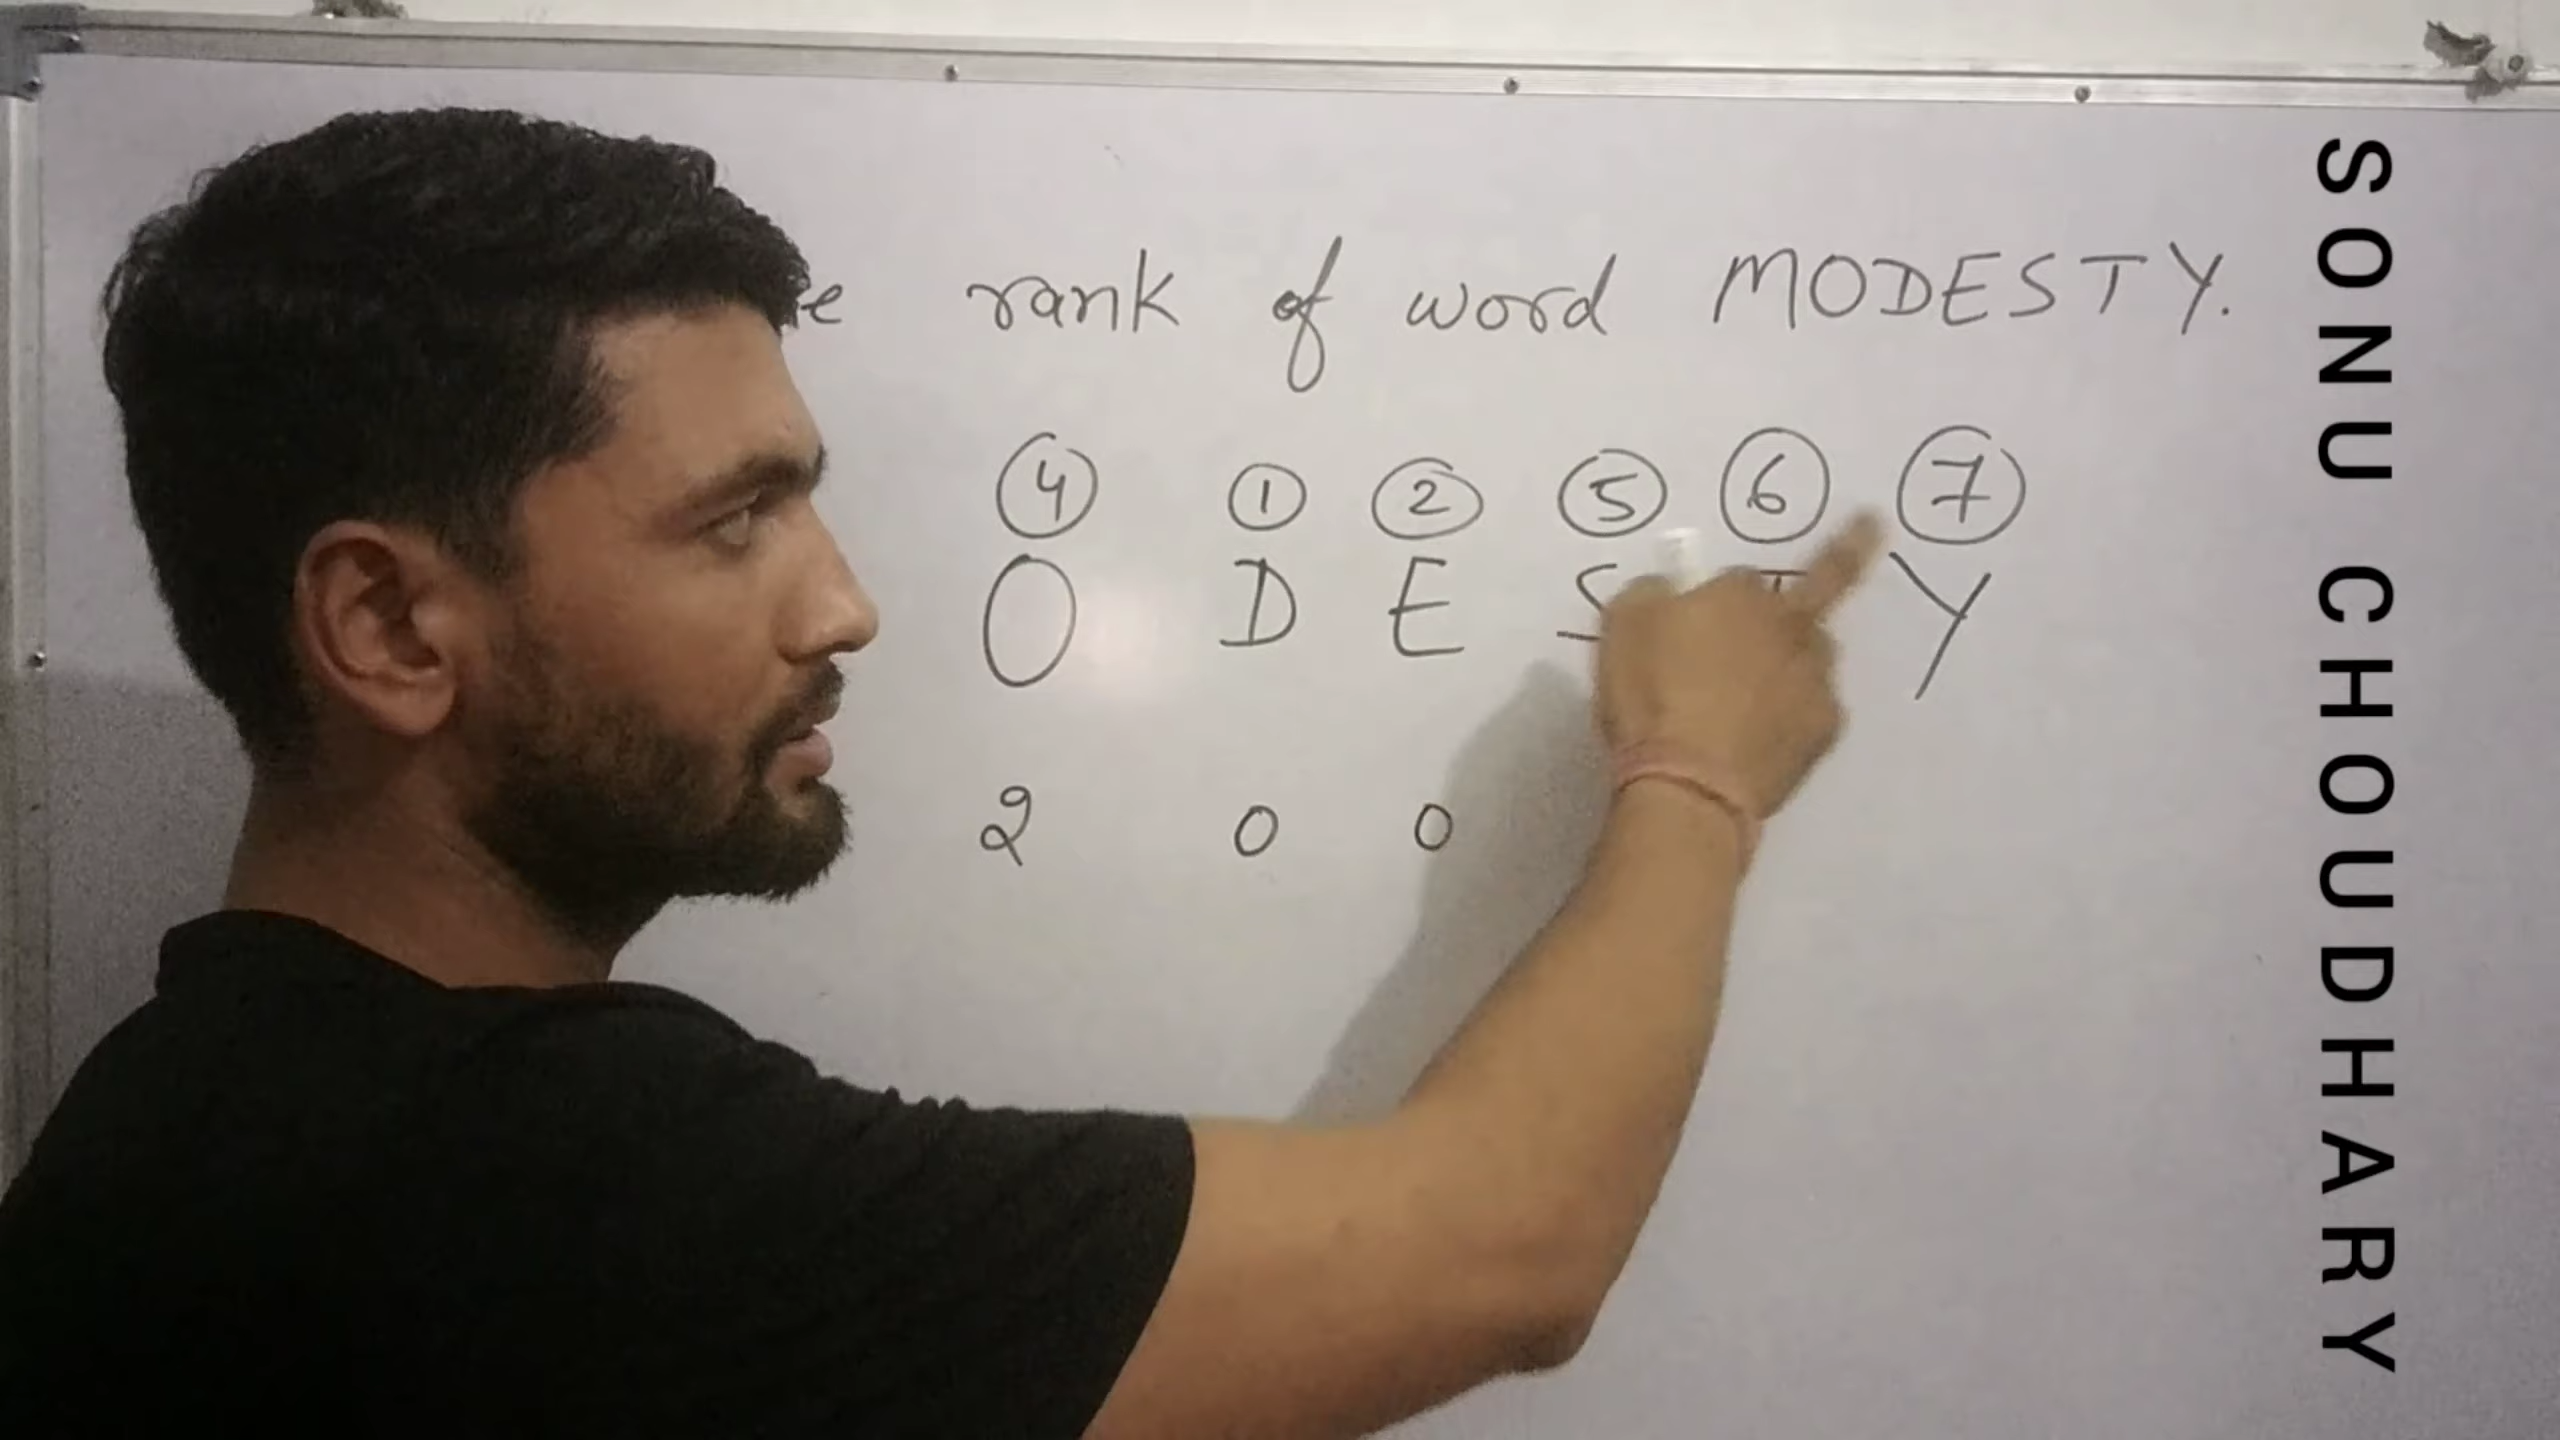 rank of word MODESTY.
4 1 2 5 6 7
O D E S T Y
2 0 0
SONU CHOUDHARY